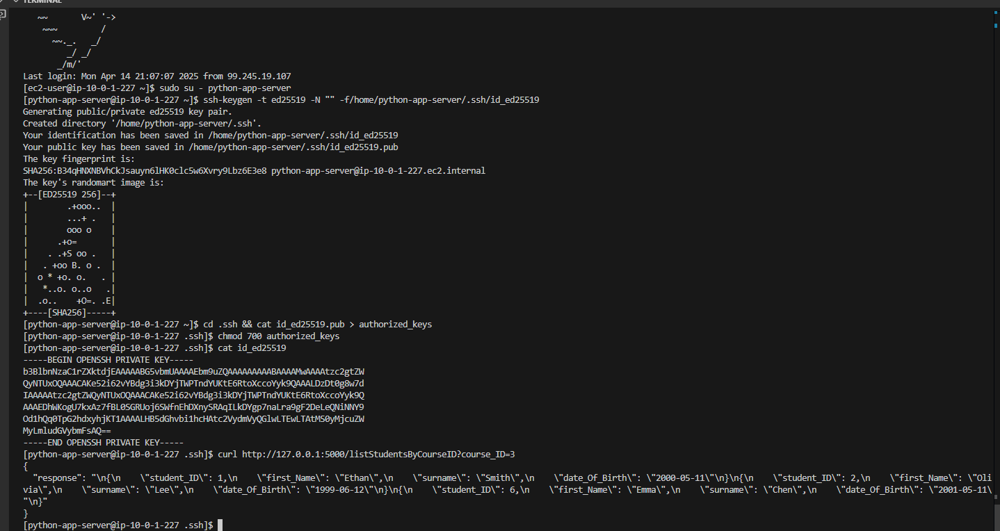 TERMINAL
~~ V~' '->
~~~ /
~~._. _/
_/ _/
_/m/'
Last login: Mon Apr 14 21:07:07 2025 from 99.245.19.107
[ec2-user@ip-10-0-1-227 ~]$ sudo su - python-app-server
[python-app-server@ip-10-0-1-227 ~]$ ssh-keygen -t ed25519 -N "" -f/home/python-app-server/.ssh/id_ed25519
Generating public/private ed25519 key pair.
Created directory '/home/python-app-server/.ssh'.
Your identification has been saved in /home/python-app-server/.ssh/id_ed25519
Your public key has been saved in /home/python-app-server/.ssh/id_ed25519.pub
The key fingerprint is:
SHA256:B34qHNXNBVhCkJsauyn6lHK0clc5w6Xvry9Lbz6E3e8 python-app-server@ip-10-0-1-227.ec2.internal
The key's randomart image is:
+--[ED25519 256]--+
|        .+ooo..  |
|        ...+ .   |
|        ooo o    |
|      .+o=       |
|    . .+S oo .   |
|   . +oo B. o .  |
|  o * +o. o.   . |
|   *..o. o..o   .|
|  .o..    +O=. .E|
+----[SHA256]-----+
[python-app-server@ip-10-0-1-227 ~]$ cd .ssh && cat id_ed25519.pub > authorized_keys
[python-app-server@ip-10-0-1-227 .ssh]$ chmod 700 authorized_keys
[python-app-server@ip-10-0-1-227 .ssh]$ cat id_ed25519
-----BEGIN OPENSSH PRIVATE KEY-----
b3BlbnNzaC1rZXktdjEAAAAABG5vbmUAAAAEbm9uZQAAAAAAAAABAAAAMwAAAAtzc2gtZW
QyNTUxOQAAACAKe52i62vYBdg3i3kDYjTWPTndYUKtE6RtoXccoYyk9QAAALDzDt0g8w7d
IAAAAAtzc2gtZWQyNTUxOQAAACAKe52i62vYBdg3i3kDYjTWPTndYUKtE6RtoXccoYyk9Q
AAAEDhWKogU7kxAz7fBL0SGRUoj6SWfnEhDXnySRAqILkDYgp7naLra9gF2DeLeQNiNNY9
Od1hQq0TpG2hdxyhjKT1AAAALHB5dGhvbi1hcHAtc2VydmVyQGlwLTEwLTAtMS0yMjcuZW
MyLmludGVybmFsAQ==
-----END OPENSSH PRIVATE KEY-----
[python-app-server@ip-10-0-1-227 .ssh]$ curl http://127.0.0.1:5000/listStudentsByCourseID?course_ID=3
{
  "response": "\n{\n    \"student_ID\": 1,\n    \"first_Name\": \"Ethan\",\n    \"surname\": \"Smith\",\n    \"date_Of_Birth\": \"2000-05-11\"\n}\n{\n    \"student_ID\": 2,\n    \"first_Name\": \"Oli
via\",\n    \"surname\": \"Lee\",\n    \"date_Of_Birth\": \"1999-06-12\"\n}\n{\n    \"student_ID\": 6,\n    \"first_Name\": \"Emma\",\n    \"surname\": \"Chen\",\n    \"date_Of_Birth\": \"2001-05-11\
"\n}"
}
[python-app-server@ip-10-0-1-227 .ssh]$